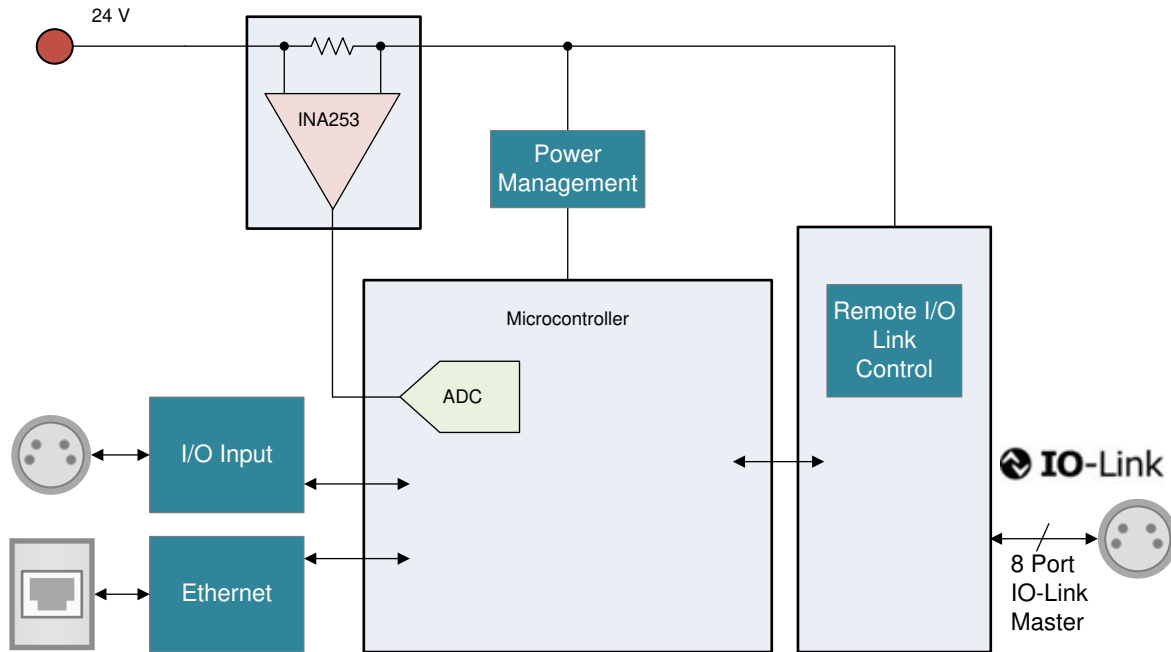 24 V
INA253
Power
Management
Microcontroller
Remote I/O
Link
Control
ADC
I/O Input
IO-Link
Ethernet
8 Port
IO-Link
Master